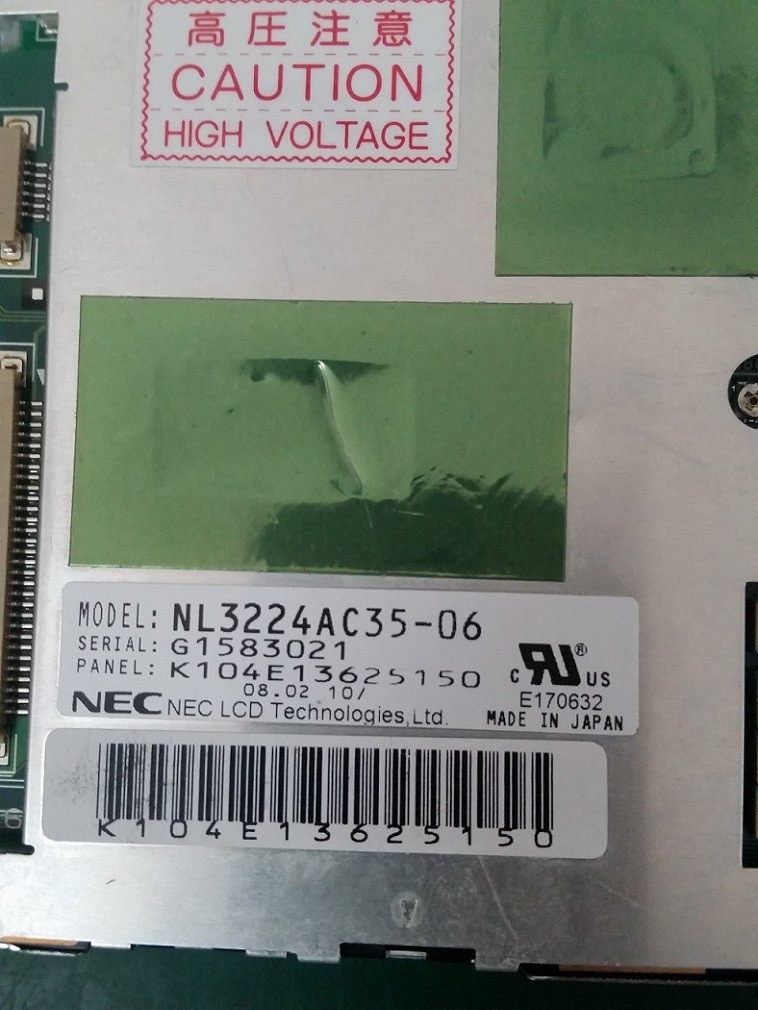 高圧注意
CAUTION
HIGH VOLTAGE
MODEL: NL3224AC35-06
SERIAL: G1583021
PANEL: K104E13625150
08.02 10/
NEC NEC LCD Technologies,Ltd.
c RU ® US
E170632
MADE IN JAPAN
K104E13625150